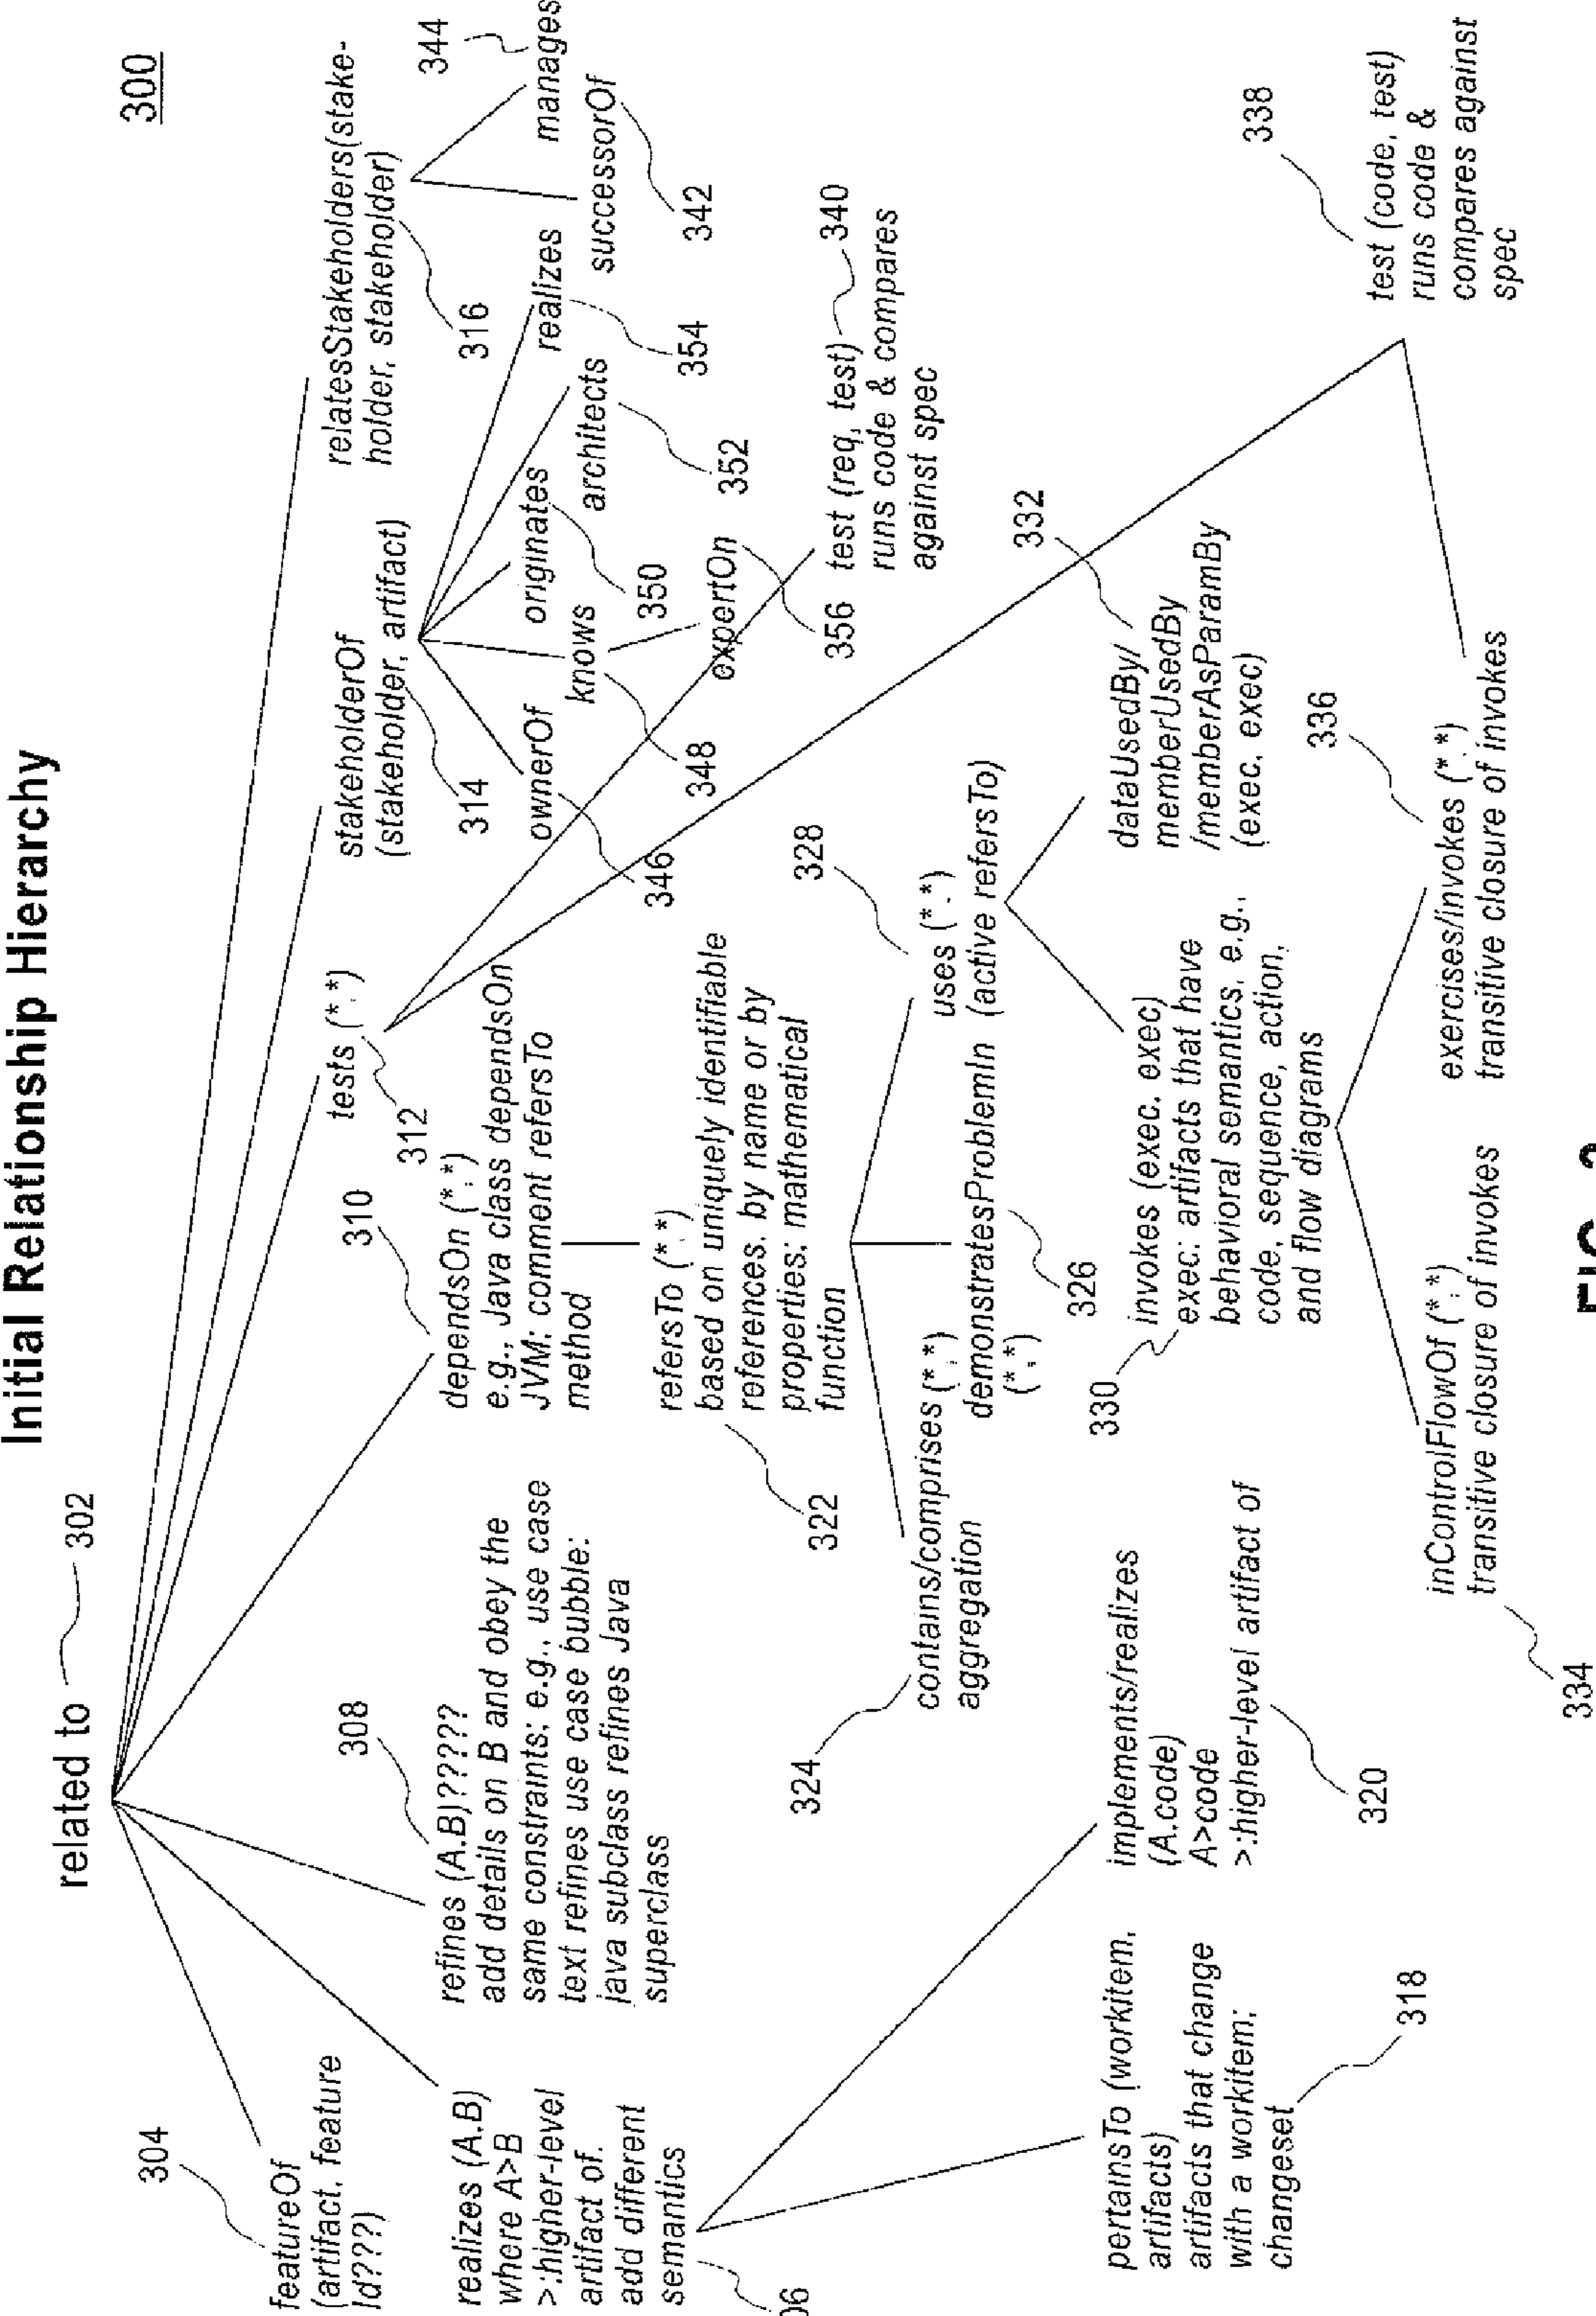 Initial Relationship Hierarchy
300
related to
302
304
featureOf
(artifact, feature
Id???)
realizes (A.B)
where A>B
>:higher-level
artifact of.
add different
semantics
308
refines (A.B)?????
add details on B and obey the
same constraints; e.g., use case
text refines use case bubble:
java subclass refines Java
superclass
310
dependsOn (*,*)
e.g., Java class dependsOn
JVM; comment refersTo
method
tests (*,*)
312
stakeholderOf
(stakeholder, artifact)
314
relatesStakeholders(stake-
holder, stakeholder)
316
344
manages
successorOf
342
realizes
354
architects
352
originates
350
knows
348
expertOn
356
ownerOf
346
test (req, test)
340
runs code & compares
against spec
refersTo (*,*)
based on uniquely identifiable
references, by name or by
properties; mathematical
function
322
324
contains/comprises (*,*)
aggregation
demonstratesProblemIn
(*,*)
326
328
uses (*.*)
(active refersTo)
332
dataUsedBy/
memberUsedBy
/memberAsParamBy
(exec, exec)
330
invokes (exec. exec)
exec: artifacts that have
behavioral semantics, e.g.,
code, sequence, action,
and flow diagrams
pertainsTo (workitem,
artifacts)
artifacts that change
with a workitem;
changeset
318
implements/realizes
(A.code)
A>code
>:higher-level artifact of
320
inControlFlowOf (*,*)
transitive closure of invokes
334
336
exercises/invokes (*.*)
transitive closure of invokes
338
test (code, test)
runs code &
compares against
spec